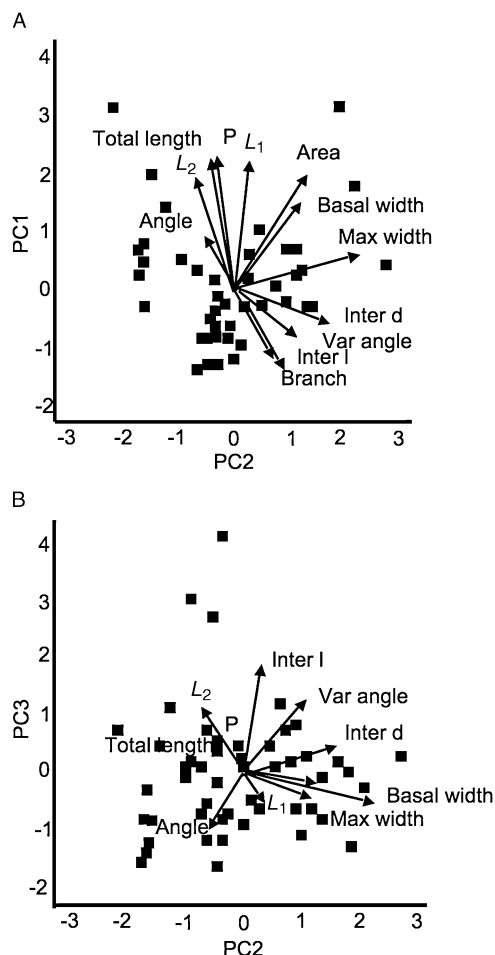 A
4
Total length P L1
3
L2
Area
2
Basal width
Angle
Max width
PC1
1
0
Inter d
Var angle
-1
Inter l
Branch
-2
-3 -2 -1 0 1 2 3
PC2
B
4
3
Inter l
2
L2
Var angle
P
1
Inter d
Total length
PC3
0
Basal width
L1
Max width
Angle
-1
-2
-3 -2 -1 0 1 2 3
PC2